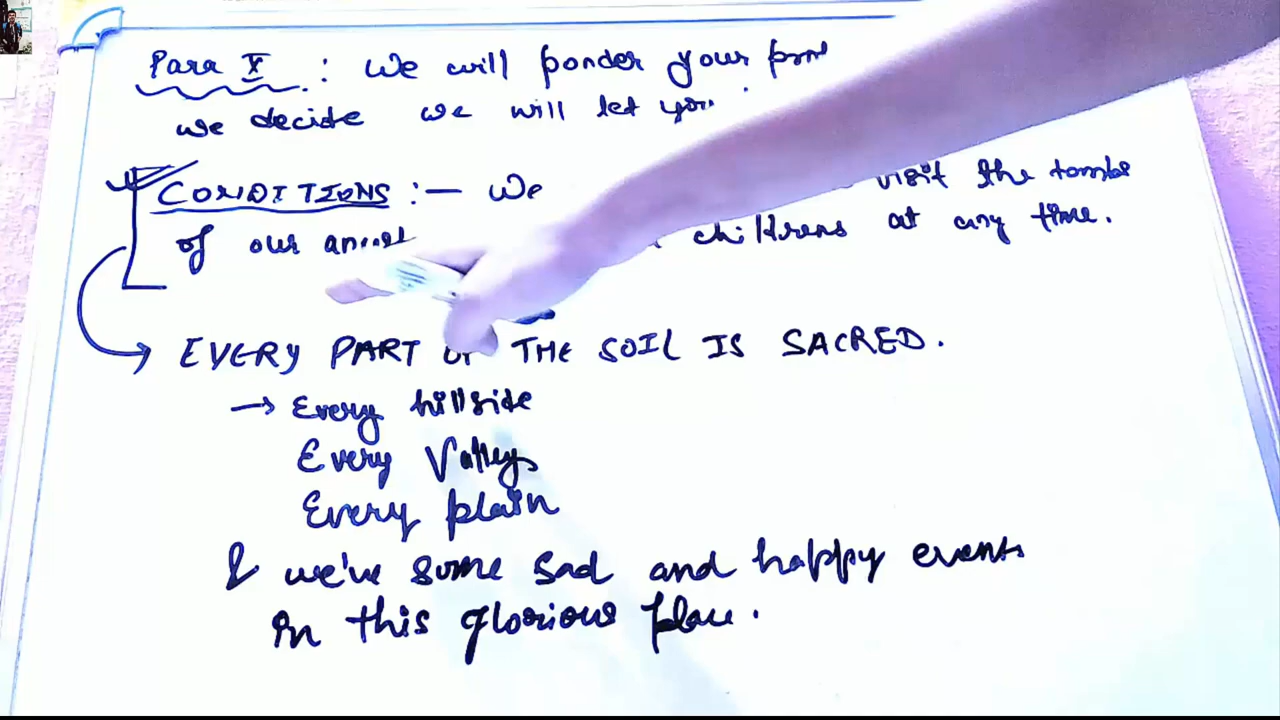 Para X : We will ponder your
we decide we will let
CONDITIONS :— We visit the tombs
of our childrens at any time.
→ EVERY PART OF THE SOIL IS SACRED.
→ Every hillside
Every Valley
Every plain
& we've some sad and happy events
in this glorious place.